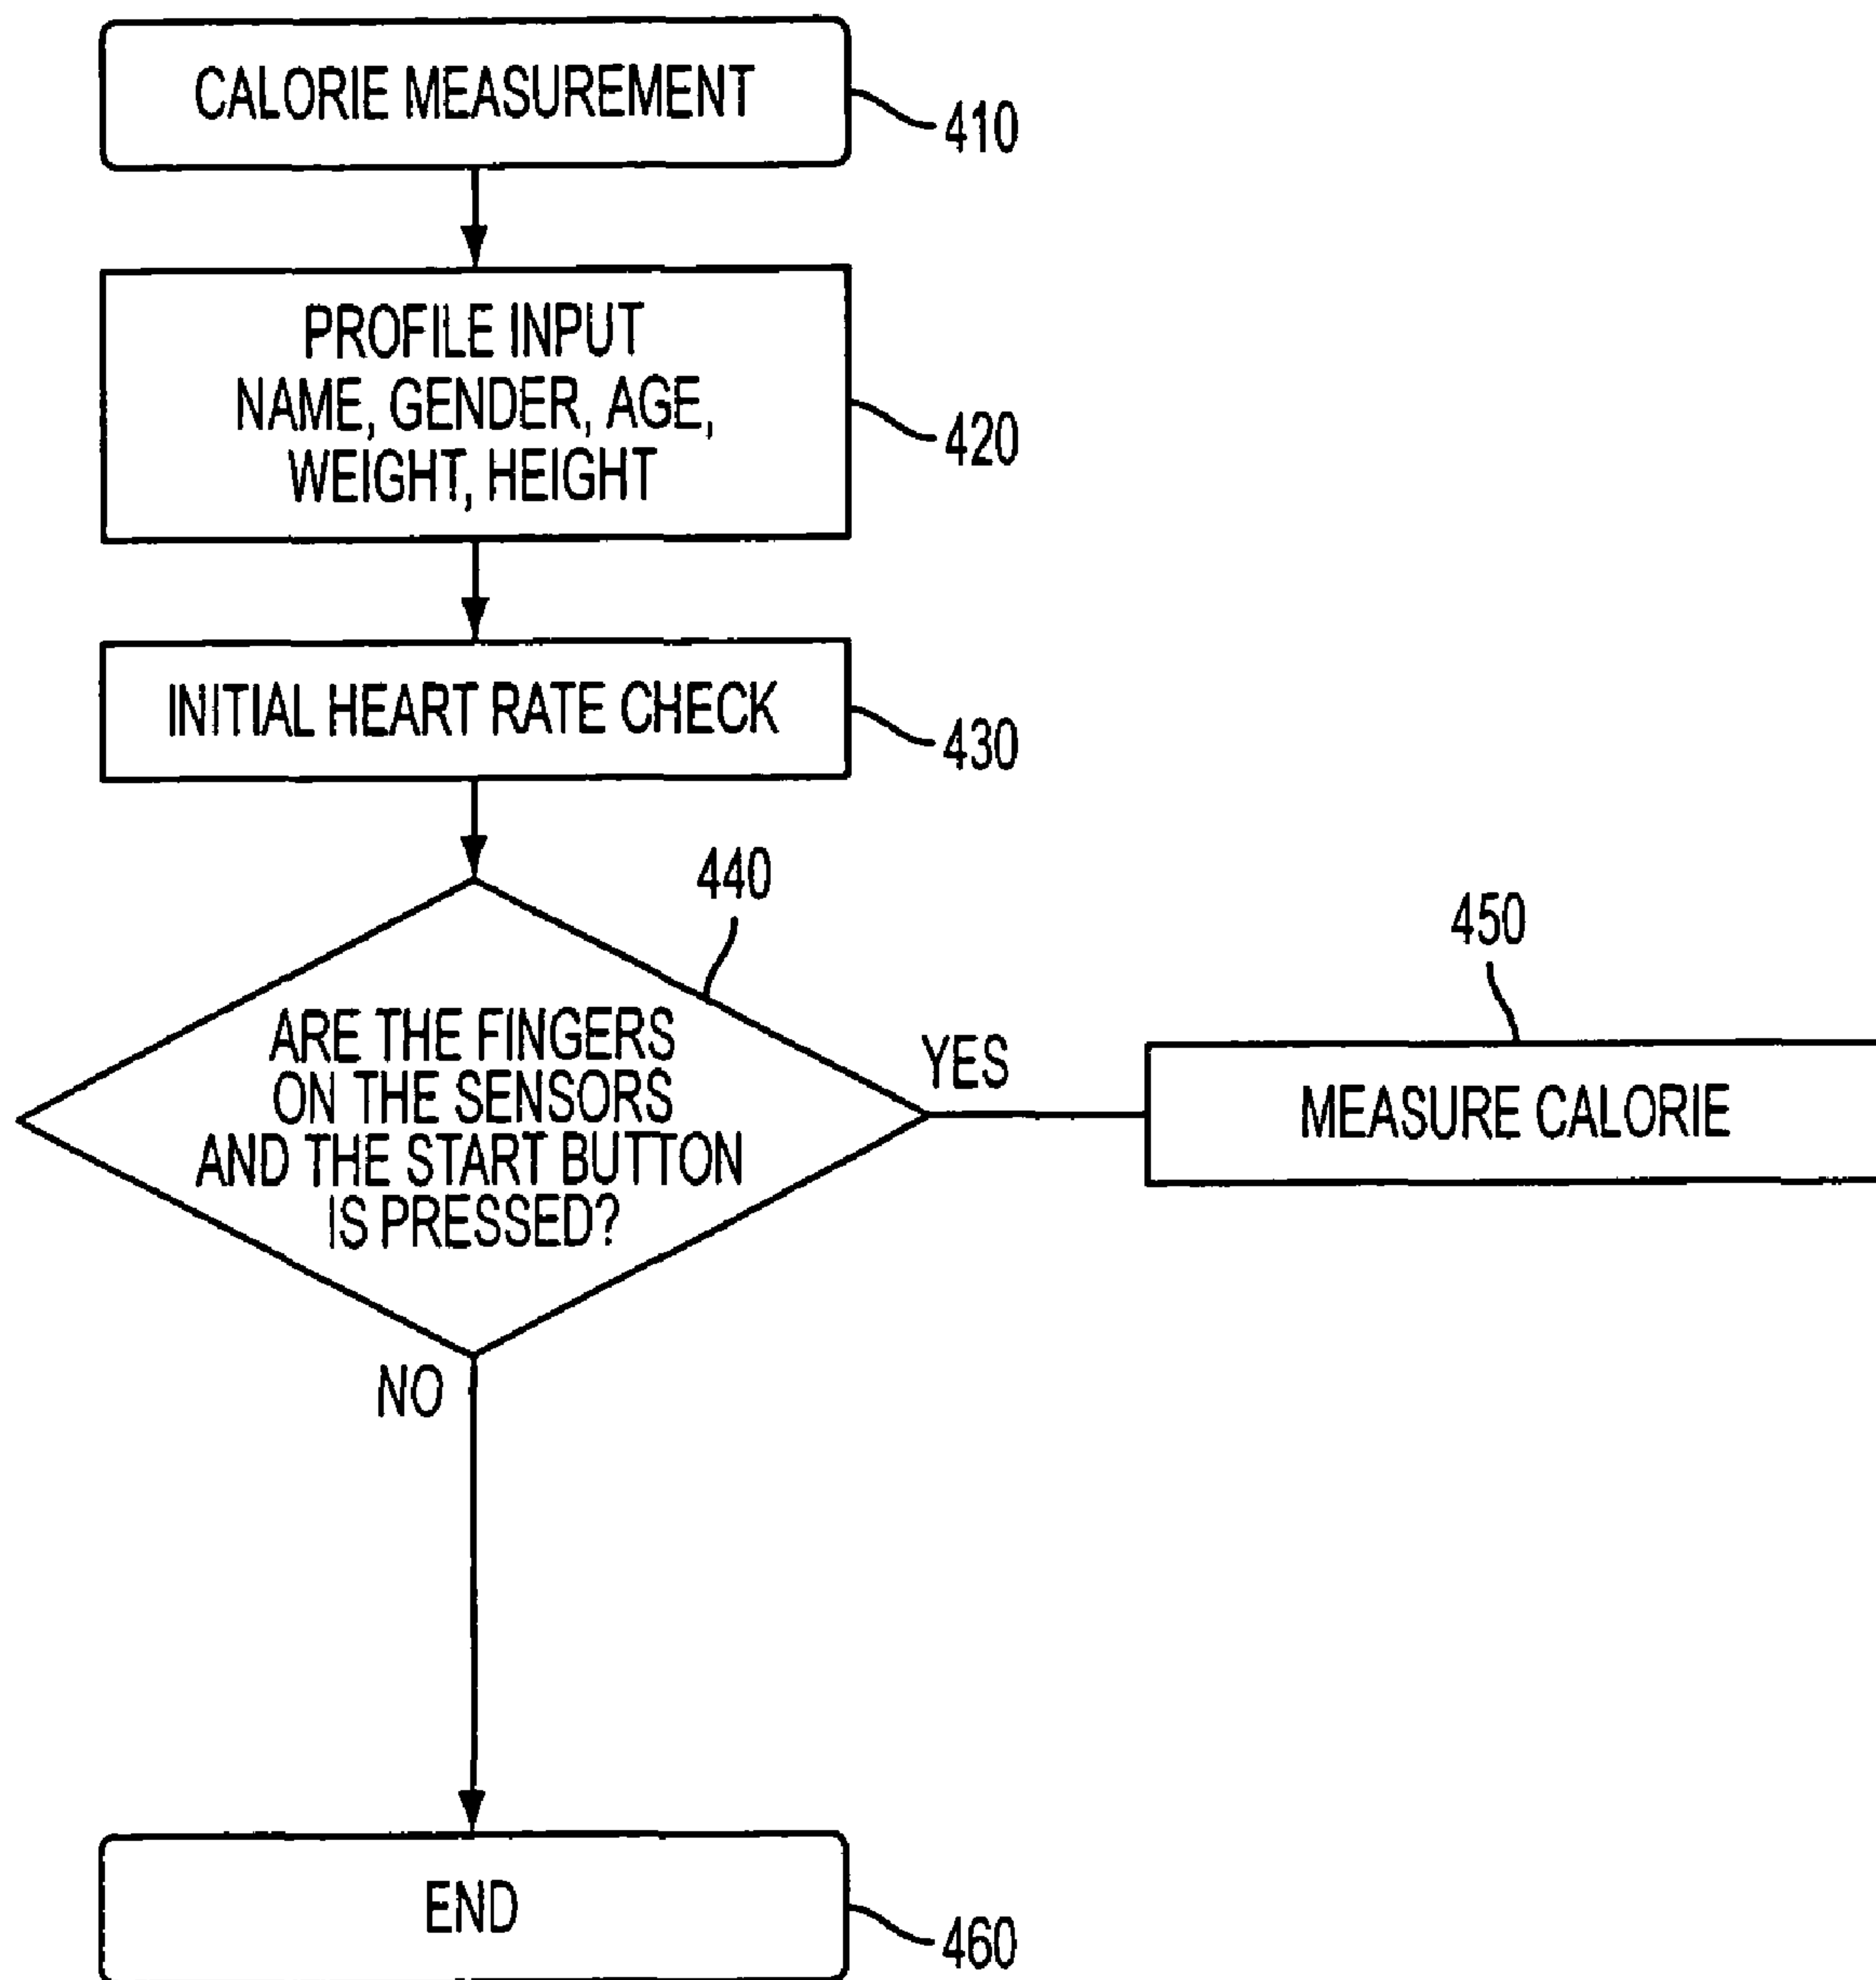 CALORIE MEASUREMENT
410
PROFILE INPUT
NAME, GENDER, AGE,
WEIGHT, HEIGHT
420
INITIAL HEART RATE CHECK
430
440
ARE THE FINGERS
ON THE SENSORS
AND THE START BUTTON
IS PRESSED?
YES
450
MEASURE CALORIE
NO
END
460